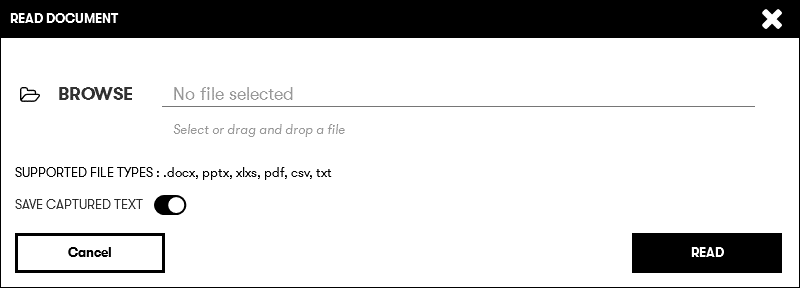 READ DOCUMENT
BROWSE No file selected
Select or drag and drop a file
SUPPORTED FILE TYPES : .docx, pptx, xlxs, pdf, csv, txt
SAVE CAPTURED TEXT
Cancel READ